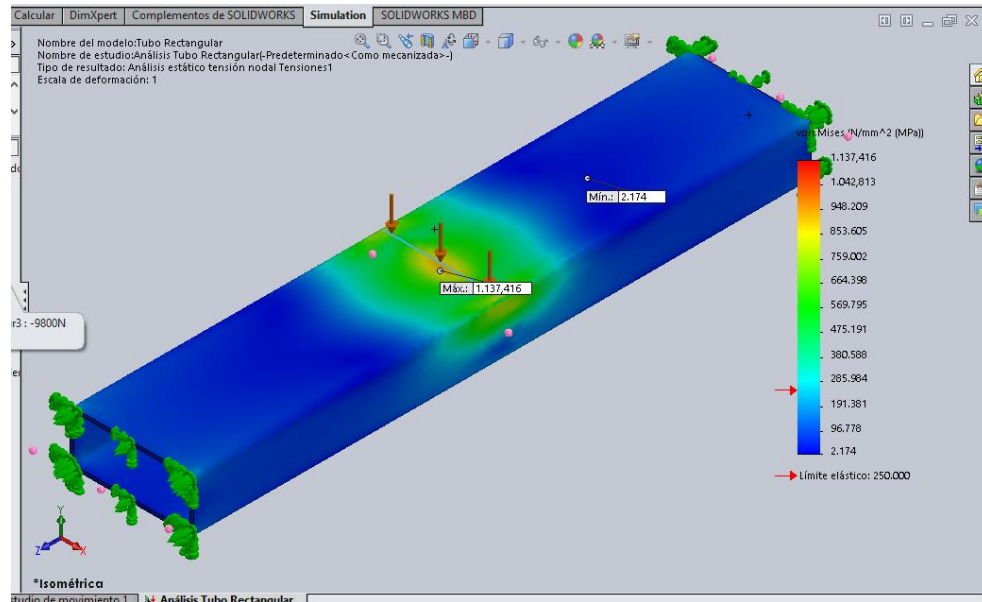 Calcular DimXpert Complementos de SOLIDWORKS Simulation SOLIDWORKS MBD
Nombre del modelo:Tubo Rectangular
Nombre de estudio:Análisis Tubo Rectangular(-Predeterminado<Como mecanizada>-)
Tipo de resultado: Análisis estático tensión nodal Tensiones1
Escala de deformación: 1
von Mises (N/mm^2 (MPa))
1.137,416
1.042,813
948.209
853.605
759.002
664.398
569.795
475.191
380.588
285.984
191.381
96.778
2.174
Límite elástico: 250.000
Mín.: 2.174
Máx.: 1.137,416
r3 : -9800N
Y
Z X
*Isométrica
studio de movimiento 1 Análisis Tubo Rectangular